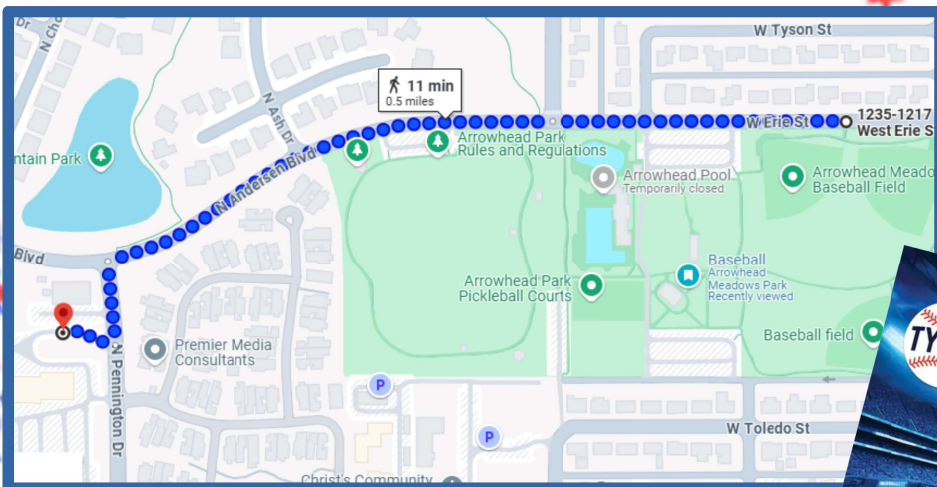 Dr
N Cho
W Tyson St
11 min
0.5 miles
N Ash Dr
1235-1217
West Erie S
W Erie St
ntain Park
Arrowhead Park
Rules and Regulations
N Andersen Blvd
Arrowhead Pool
Temporarily closed
Arrowhead Meado
Baseball Field
Blvd
Baseball
Arrowhead
Meadows Park
Recently viewed
Arrowhead Park
Pickleball Courts
Premier Media
Consultants
N Pennington Dr
Baseball field
TY
P
P
W Toledo St
Christ's Community